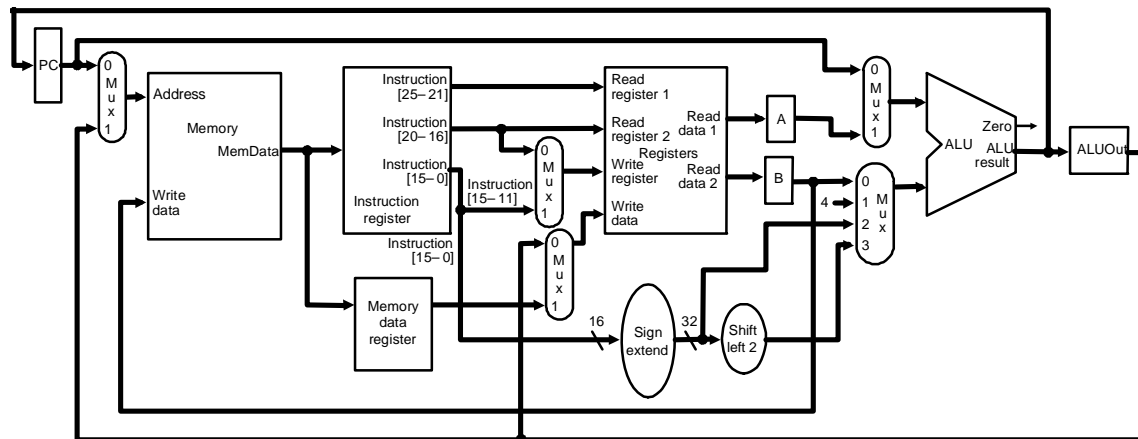 PC
0
M
u
x
1
Address
Memory
MemData
Write
data
Instruction
[25– 21]
Instruction
[20– 16]
Instruction
[15– 0]
Instruction
register
Instruction
[15– 11]
Instruction
[15– 0]
Memory
data
register
0
M
u
x
1
0
M
u
x
1
Read
register 1
Read
register 2
Registers
Write
register
Write
data
Read
data 1
Read
data 2
16
Sign
extend
32
Shift
left 2
A
B
4
0
M
u
x
1
0
1
2
3
M
u
x
Zero
ALU
ALU
result
ALUOut